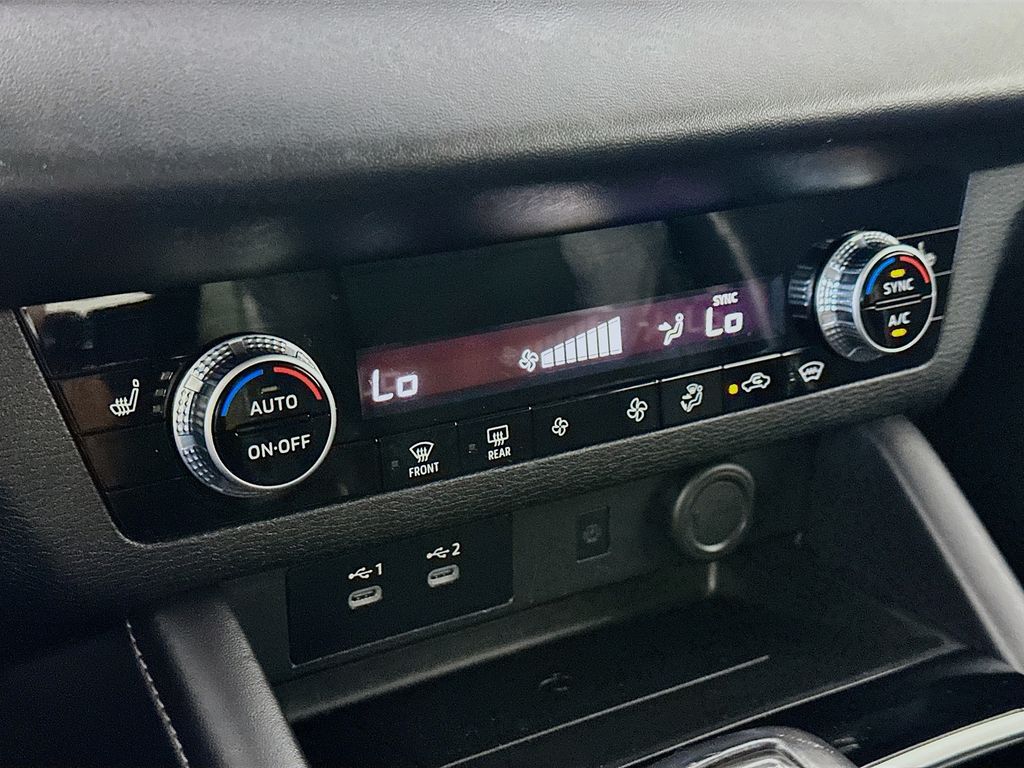 AUTO
ON·OFF
Lo
SYNC
Lo
SYNC
A/C
FRONT
REAR
1
2